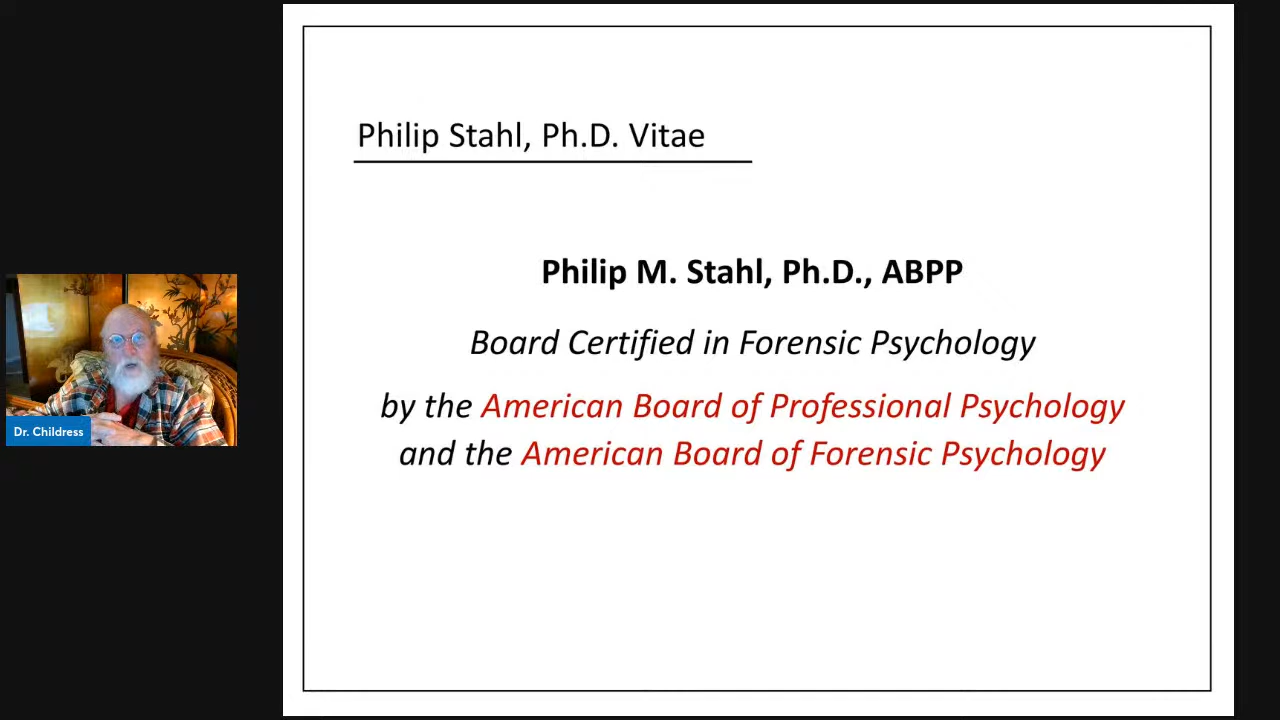 Philip Stahl, Ph.D. Vitae
Philip M. Stahl, Ph.D., ABPP
Board Certified in Forensic Psychology
by the American Board of Professional Psychology
and the American Board of Forensic Psychology
Dr. Childress